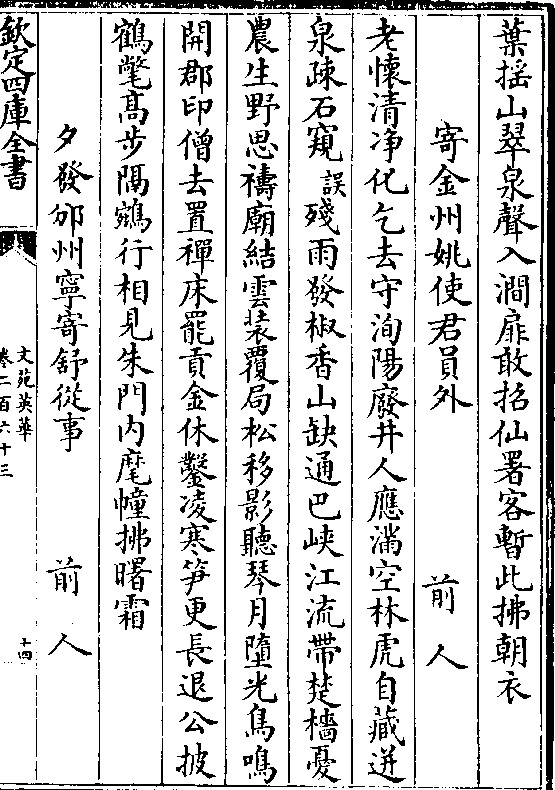 葉摇山翠泉聲入澗扉敢招仙署客暫此拂朝衣
寄金州姚使君員外 前人
老懷清净化乞去守洵陽廢井人應滿空林虎自藏迸
泉疎石竅誤殘雨發椒香山缺通巴峽江流帶楚檣憂
農生野思禱廟結雲装覆局松移影聽琴月墮光鳥鳴
開郡印僧去置禪床罷貢金休鑿凌寒笋更長退公披
鶴氅高步隔鵷行相見朱門内麾幢拂曙霜
夕發邠州寧寄舒從事 前人
欽定四庫全書
文苑英華
卷二百六十三
十四